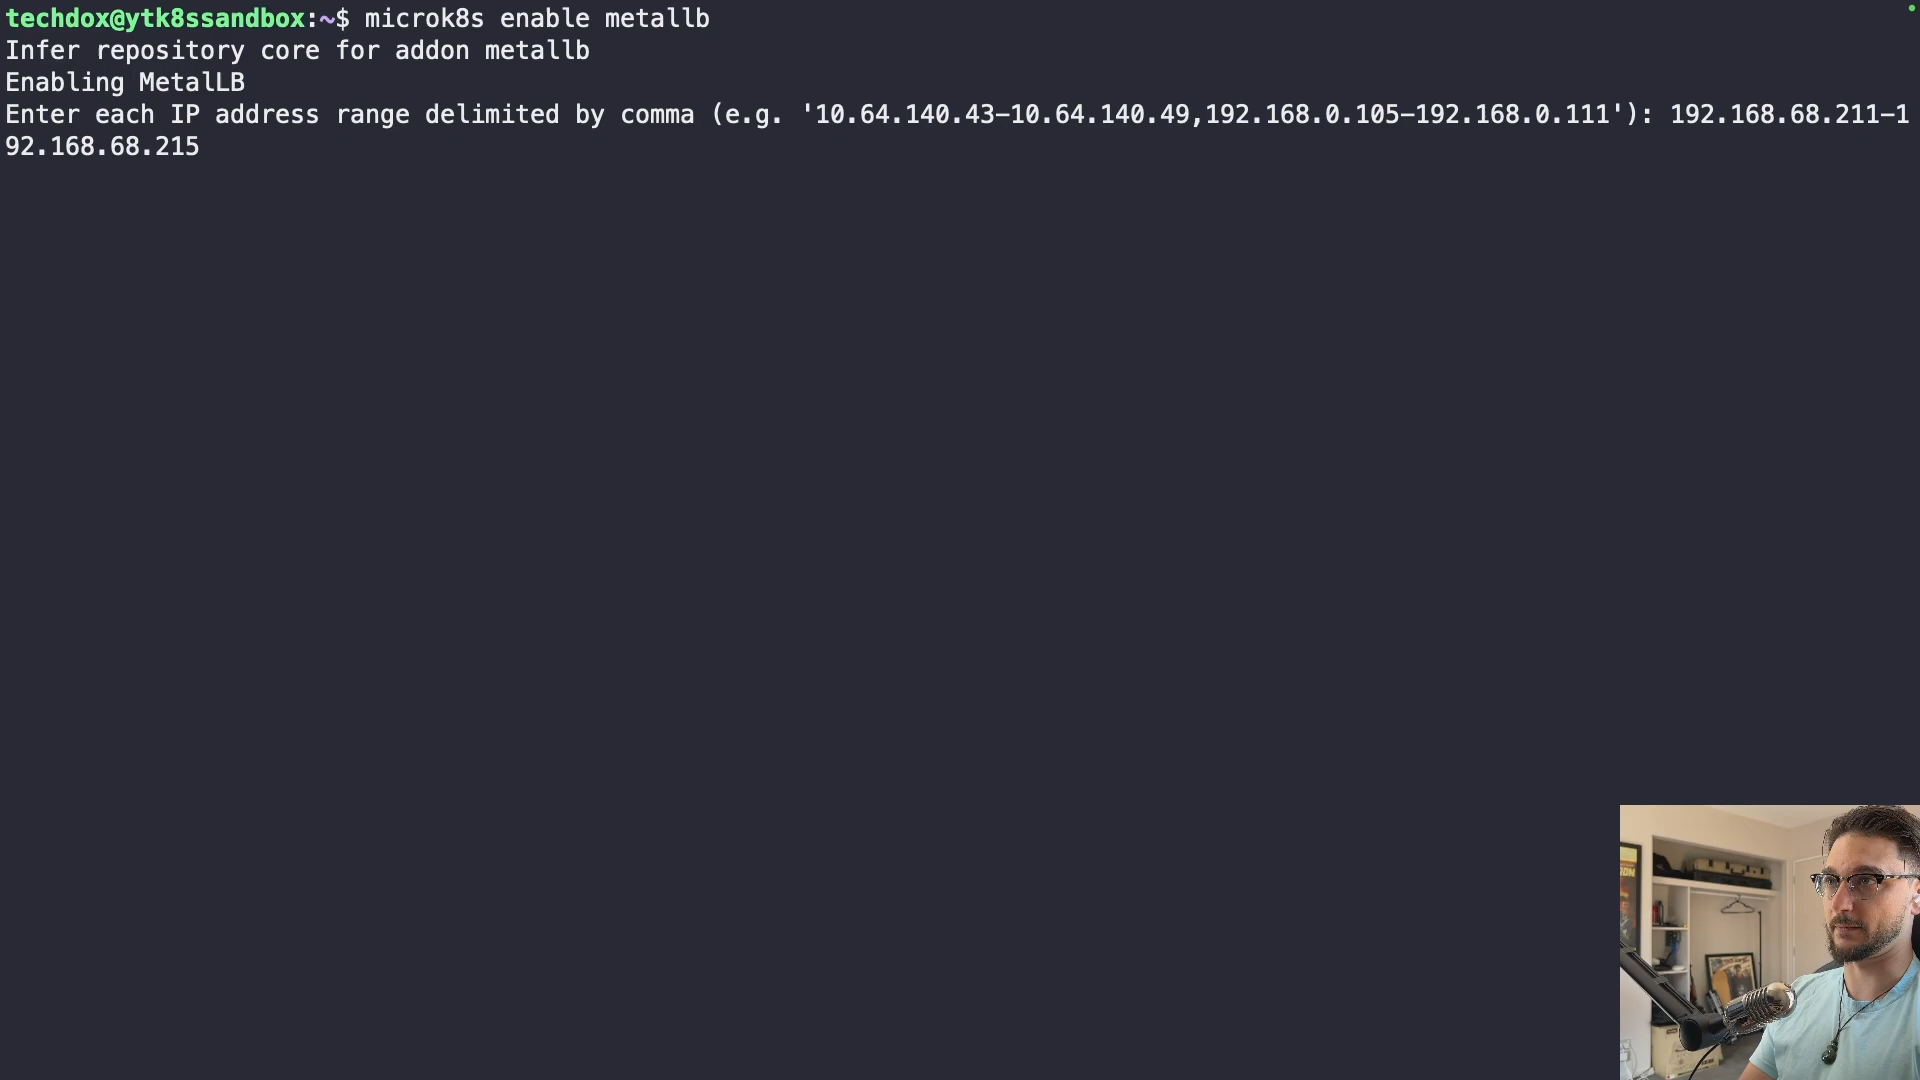 techdox@ytk8ssandbox:~$ microk8s enable metallb
Infer repository core for addon metallb
Enabling MetalLB
Enter each IP address range delimited by comma (e.g. '10.64.140.43-10.64.140.49,192.168.0.105-192.168.0.111'): 192.168.68.211-1
92.168.68.215